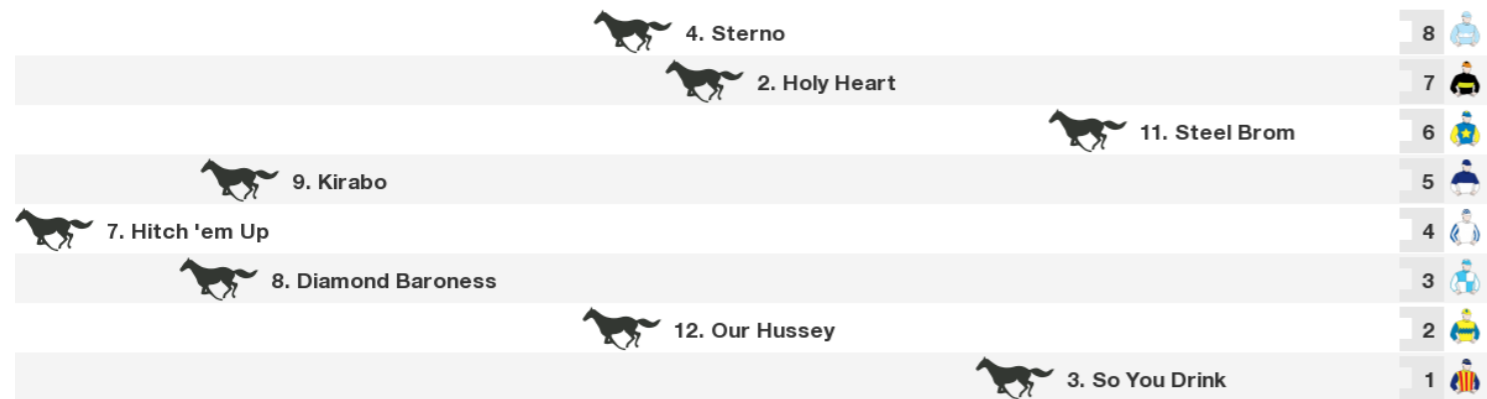 4. Sterno 8
2. Holy Heart 7
11. Steel Brom 6
9. Kirabo 5
7. Hitch 'em Up 4
8. Diamond Baroness 3
12. Our Hussey 2
3. So You Drink 1